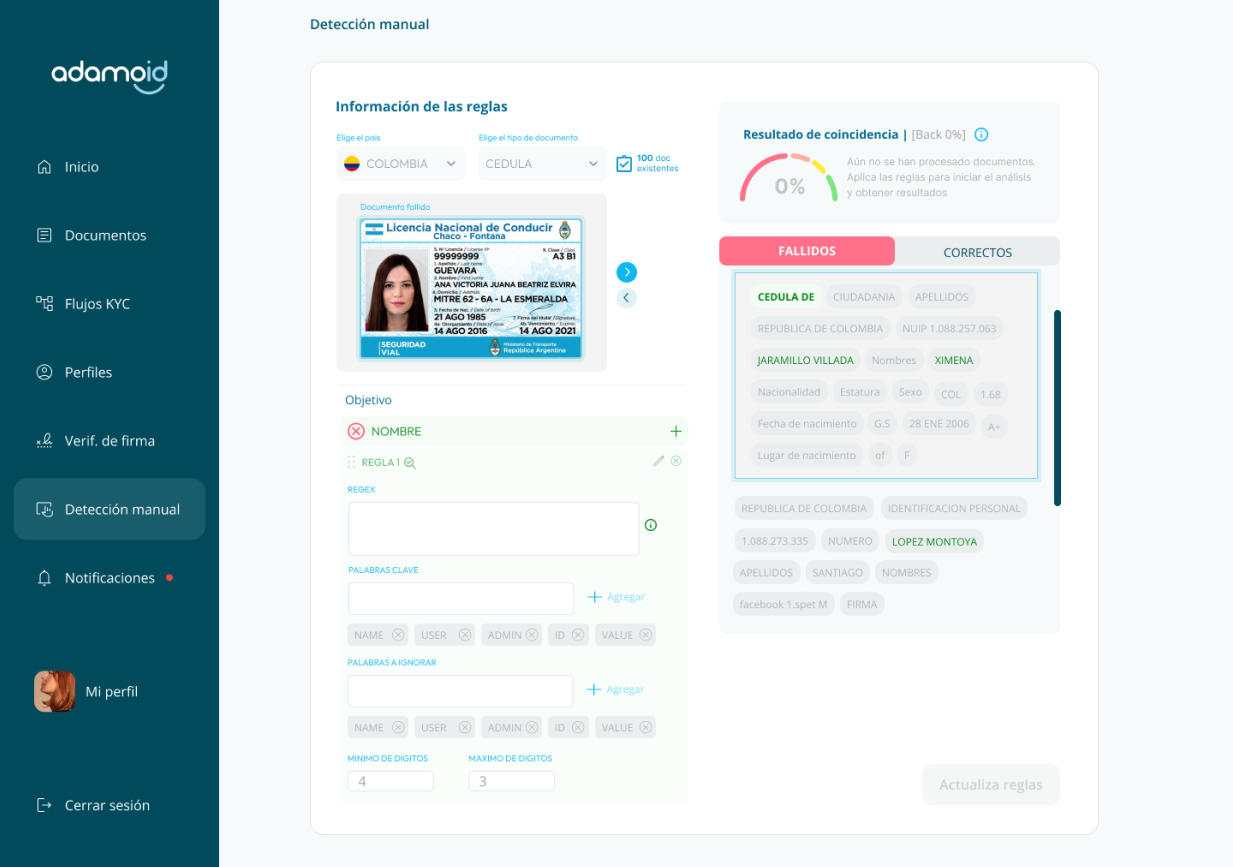 adamoid
Inicio
Documentos
Flujos KYC
Perfiles
Verif. de firma
Detección manual
Notificaciones
Mi perfil
Cerrar sesión
Detección manual
Información de las reglas
Elige el país
Elige el tipo de documento
COLOMBIA
CEDULA
100 doc
existentes
Documento follido
Licencia Nacional de Conducir
Chaco - Fontana
99999999
A3 B1
GUEVARA
ANA VICTORIA JUANA BEATRIZ ELVIRA
MITRE 62 - 6A - LA ESMERALDA
21 AGO 1985
14 AGO 2016
14 AGO 2021
SEGURIDAD
VIAL
Ministerio de Transporte
República Argentina
Objetivo
NOMBRE
REGLA 1
REGEX
PALABRAS CLAVE
Agregar
NAME USER ADMIN ID VALUE
PALABRAS A IGNORAR
Agregar
NAME USER ADMIN ID VALUE
MINIMO DE DIGITOS MAXIMO DE DIGITOS
4 3
Resultado de coincidencia | [Back 0%]
0%
Aún no se han procesado documentos.
Aplica las reglas para iniciar el análisis
y obtener resultados
FALLIDOS CORRECTOS
CEDULA DE CIUDADANIA APELLIDOS
REPUBLICA DE COLOMBIA NUIP 1.088.257.063
JARAMILLO VILLADA Nombres XIMENA
Nacionalidad Estatura Sexo COL 1.68
Fecha de nacimiento G.S 28 ENE 2006 A+
Lugar de nacimiento of F
REPUBLICA DE COLOMBIA IDENTIFICACION PERSONAL
1.088.273.335 NUMERO LOPEZ MONTOYA
APELLIDOS SANTIAGO NOMBRES
facebook 1.spet M FIRMA
Actualiza reglas